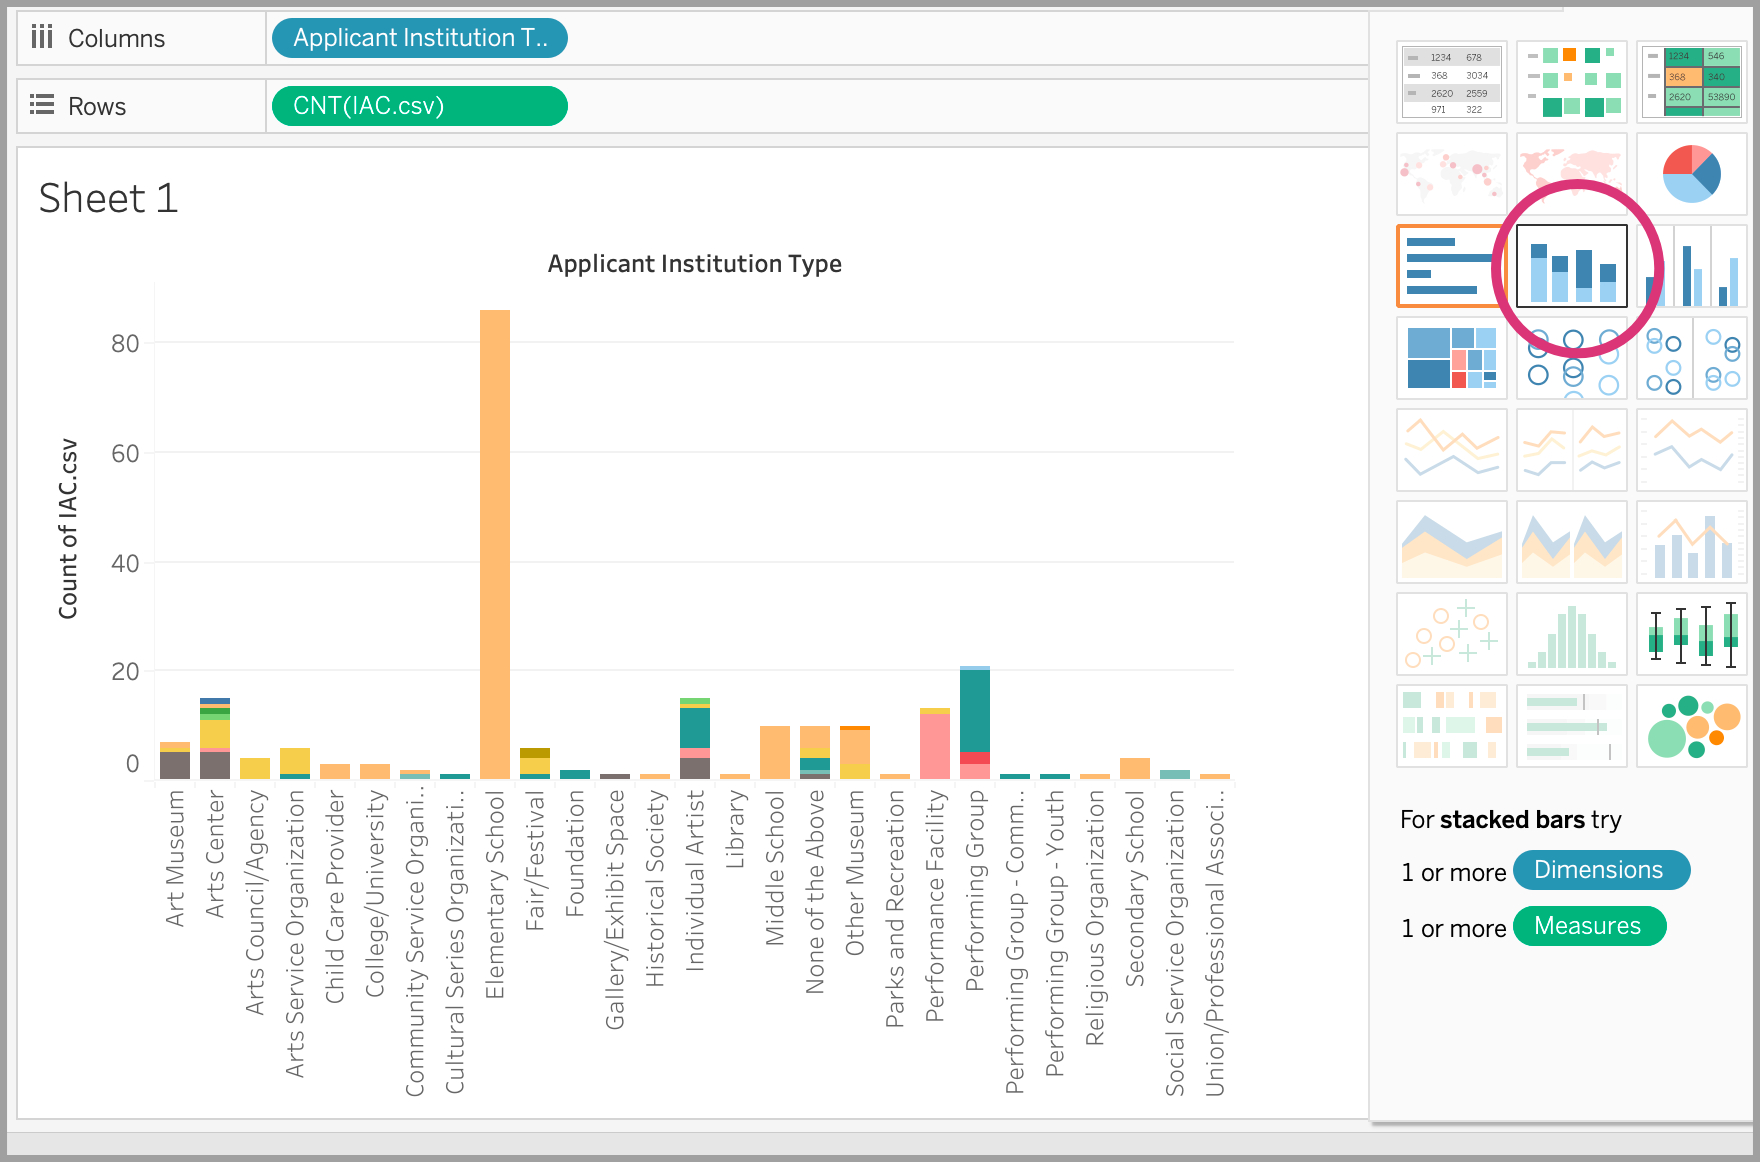 Columns
Applicant Institution T..
Rows
CNT(IAC.csv)
Sheet 1
Applicant Institution Type
Count of IAC.csv
80
60
40
20
0
Art Museum
Arts Center
Arts Council/Agency
Arts Service Organization
Child Care Provider
College/University
Community Service Organi..
Cultural Series Organizati..
Elementary School
Fair/Festival
Foundation
Gallery/Exhibit Space
Historical Society
Individual Artist
Library
Middle School
None of the Above
Other Museum
Parks and Recreation
Performance Facility
Performing Group
Performing Group - Comm..
Performing Group - Youth
Religious Organization
Secondary School
Social Service Organization
Union/Professional Associ..
1234 678
368 3034
2620 2559
971 322
1234 546
368 340
2620 53890
For stacked bars try
1 or more Dimensions
1 or more Measures